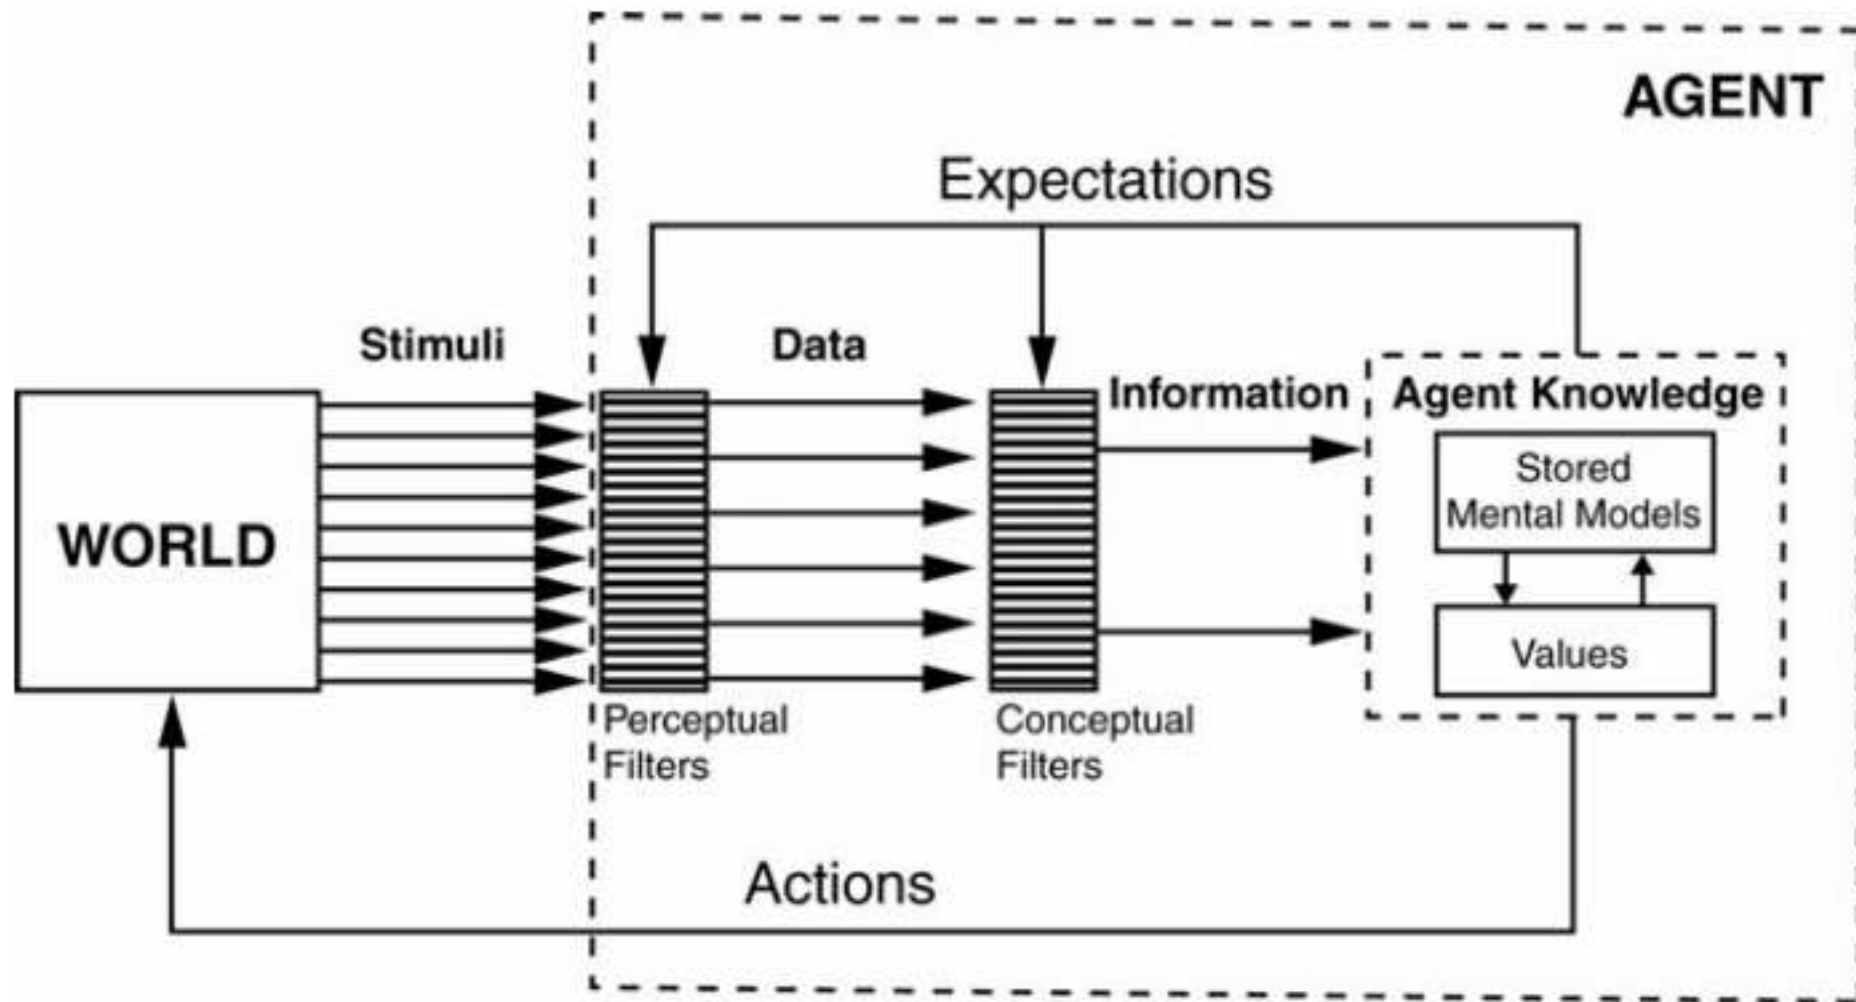 AGENT
Expectations
Stimuli
Data
Information
Agent Knowledge
Stored
Mental Models
WORLD
Values
Perceptual
Filters
Conceptual
Filters
Actions